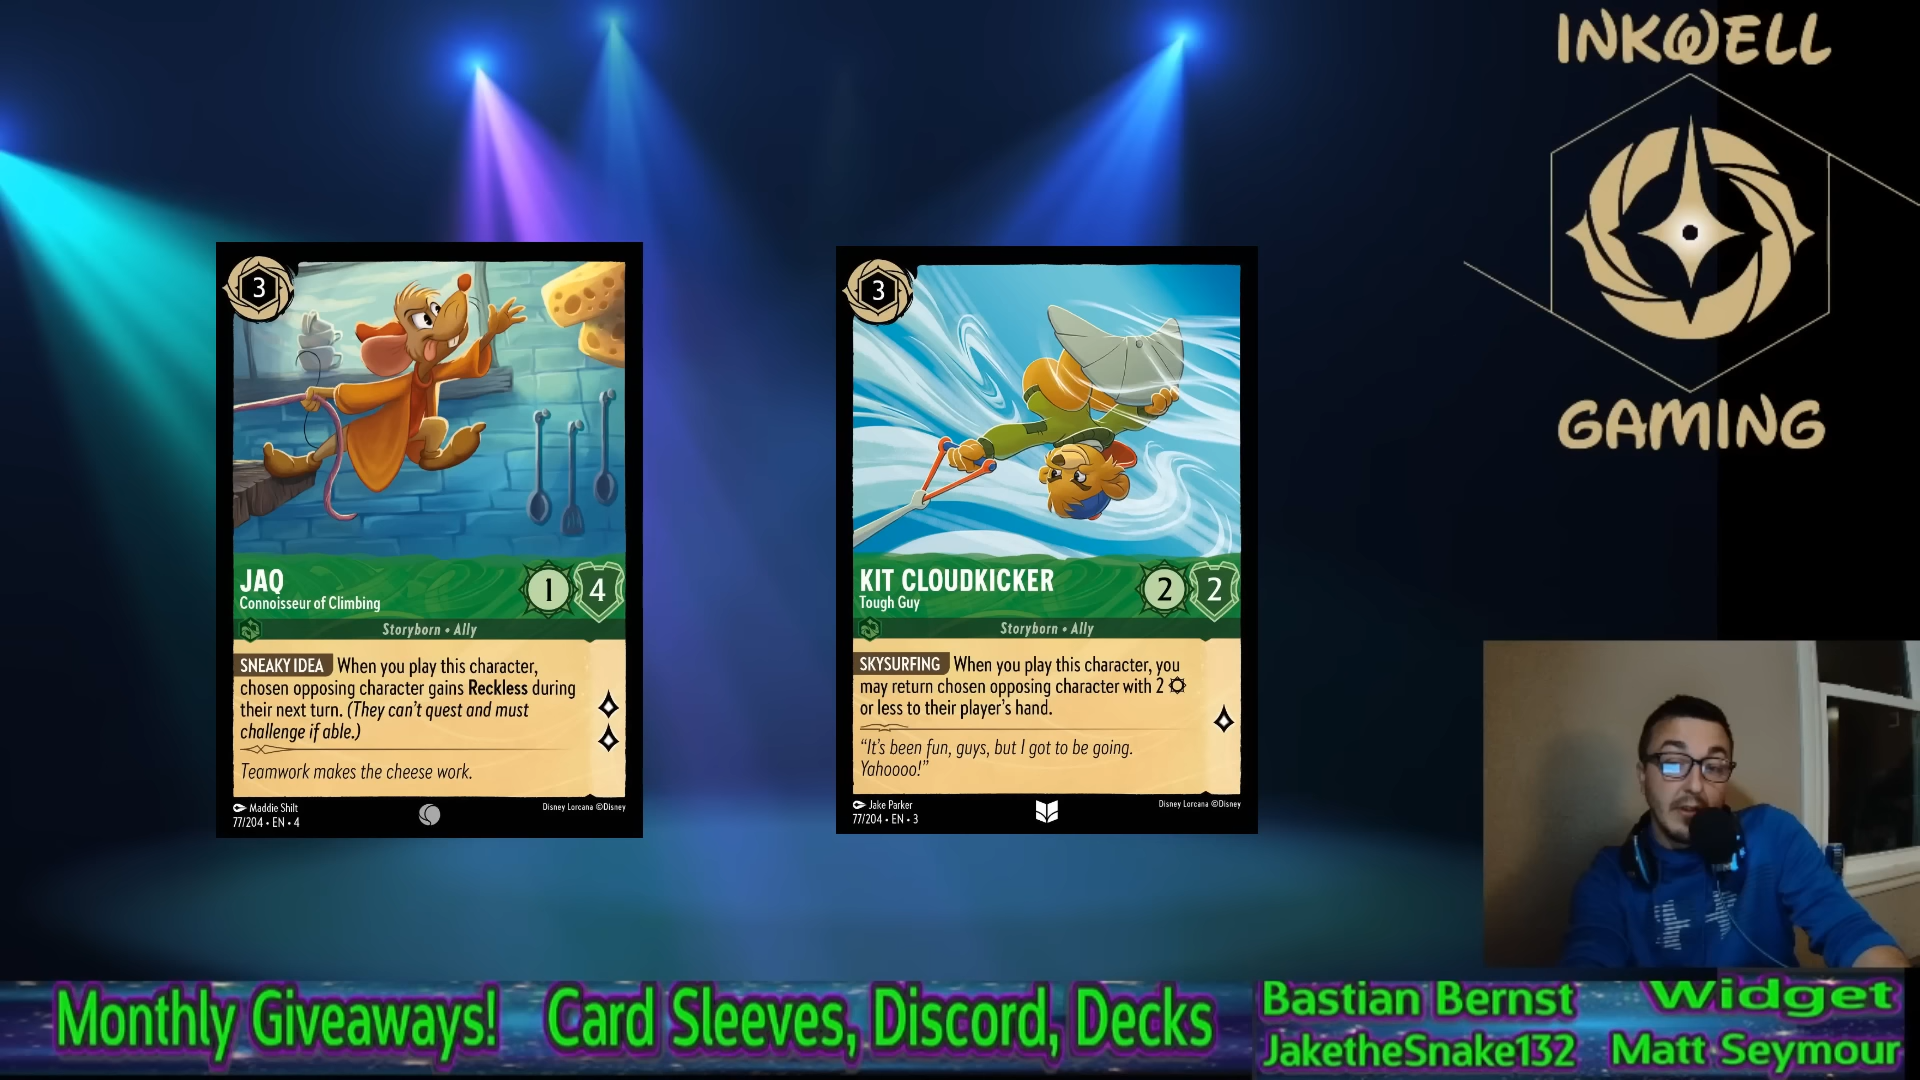 INKWELL
GAMING
3
JAQ
Connoisseur of Climbing
1 4
Storyborn • Ally
SNEAKY IDEA When you play this character,
chosen opposing character gains Reckless during
their next turn. (They can't quest and must
challenge if able.)
Teamwork makes the cheese work.
Maddie Shilt
Disney Lorcana ©Disney
77/204 • EN • 4
3
KIT CLOUDKICKER
Tough Guy
2 2
Storyborn • Ally
SKYSURFING When you play this character, you
may return chosen opposing character with 2
or less to their player's hand.
“It's been fun, guys, but I got to be going.
Yahoooo!”
Jake Parker
Disney Lorcana ©Disney
77/204 • EN • 3
Monthly Giveaways! Card Sleeves, Discord, Decks
Bastian Bernst Widget
JaketheSnake132 Matt Seymour